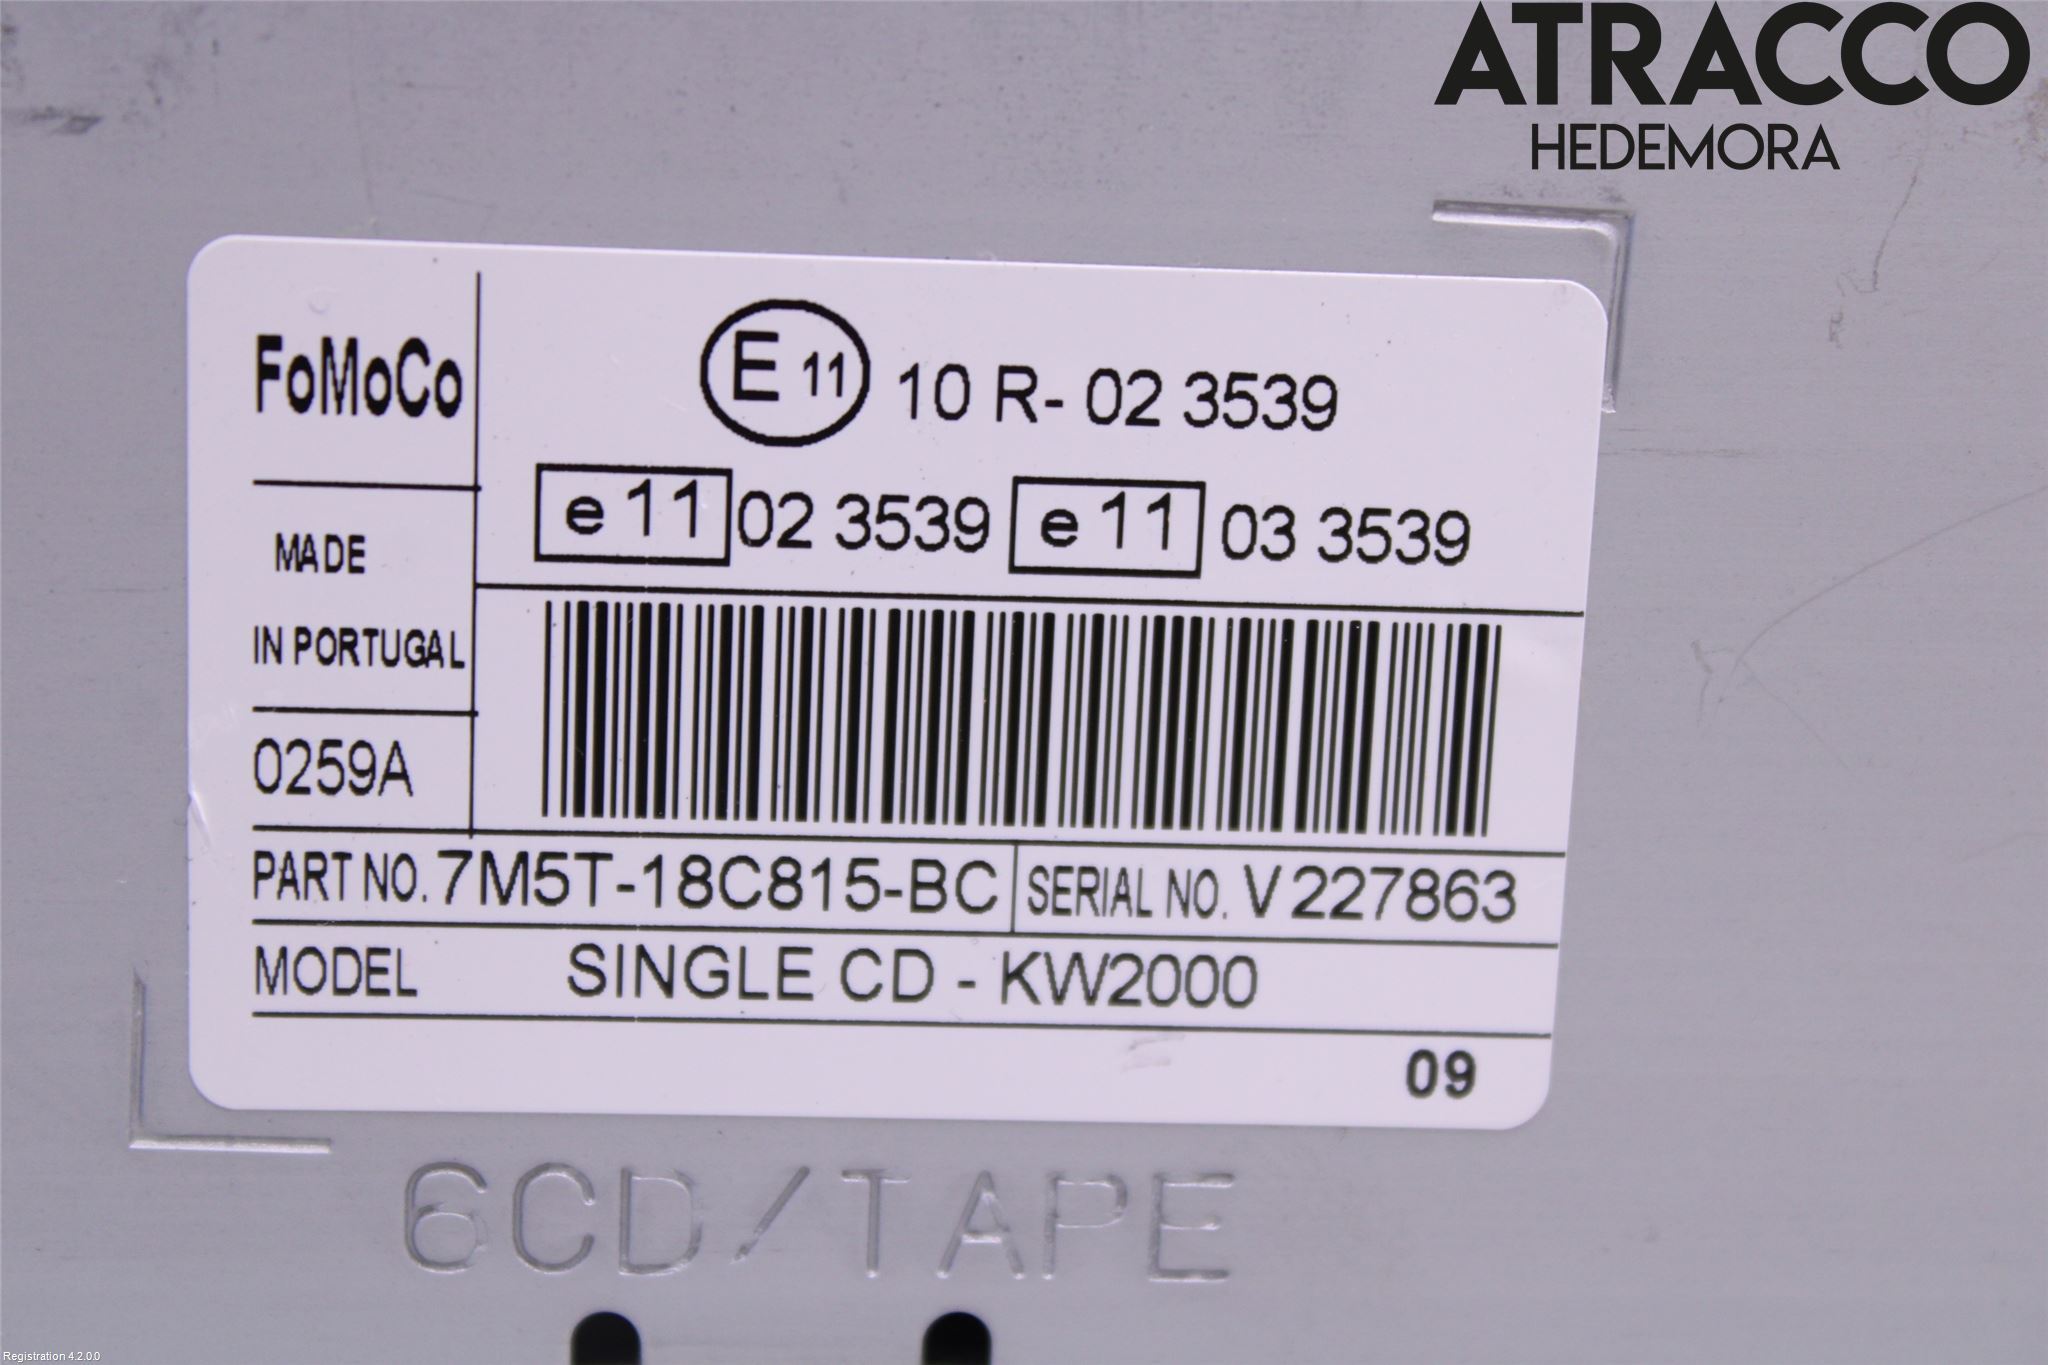 ATRACCO
HEDEMORA
FoMoCo
E 11 10 R- 02 3539
e 11 02 3539 e 11 03 3539
MADE
IN PORTUGAL
0259A
PART NO. 7M5T-18C815-BC SERIAL NO. V227863
MODEL SINGLE CD - KW2000
09
6CD/TAPE
Registration 4.2.0.0